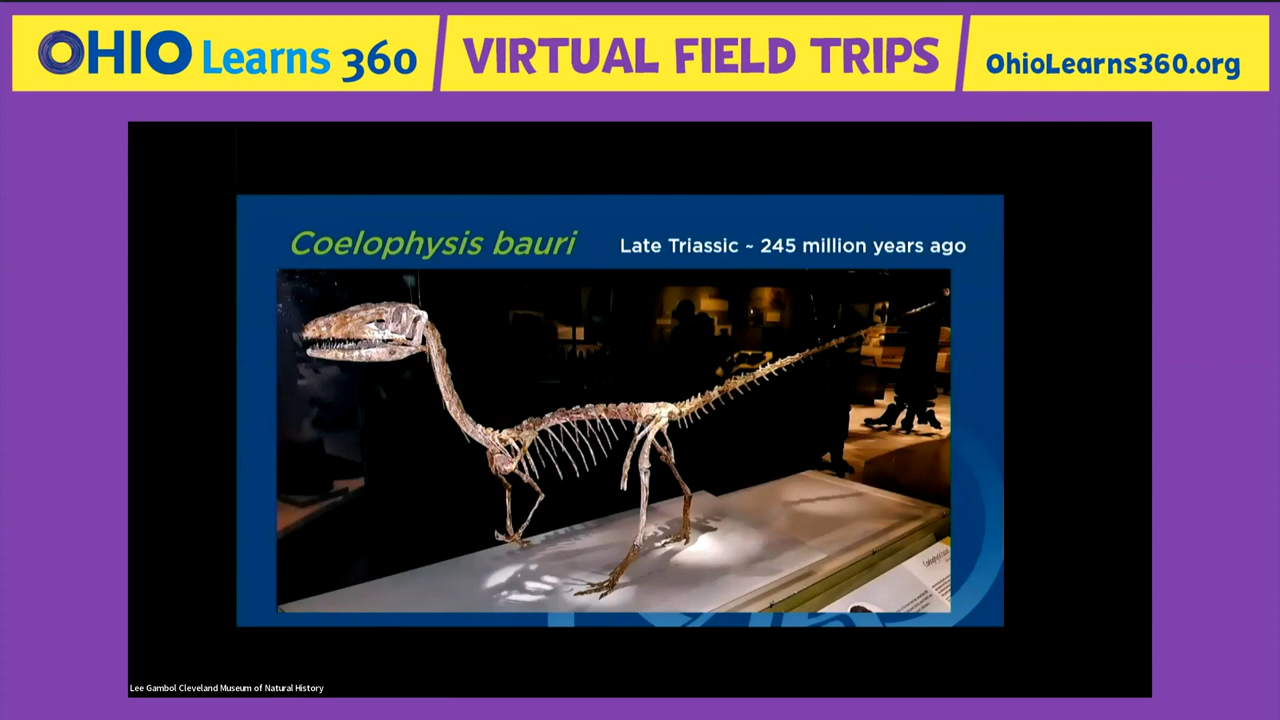 OHIO Learns 360
VIRTUAL FIELD TRIPS
OhioLearns360.org
Coelophysis bauri
Late Triassic ~ 245 million years ago
Lee Gambol Cleveland Museum of Natural History